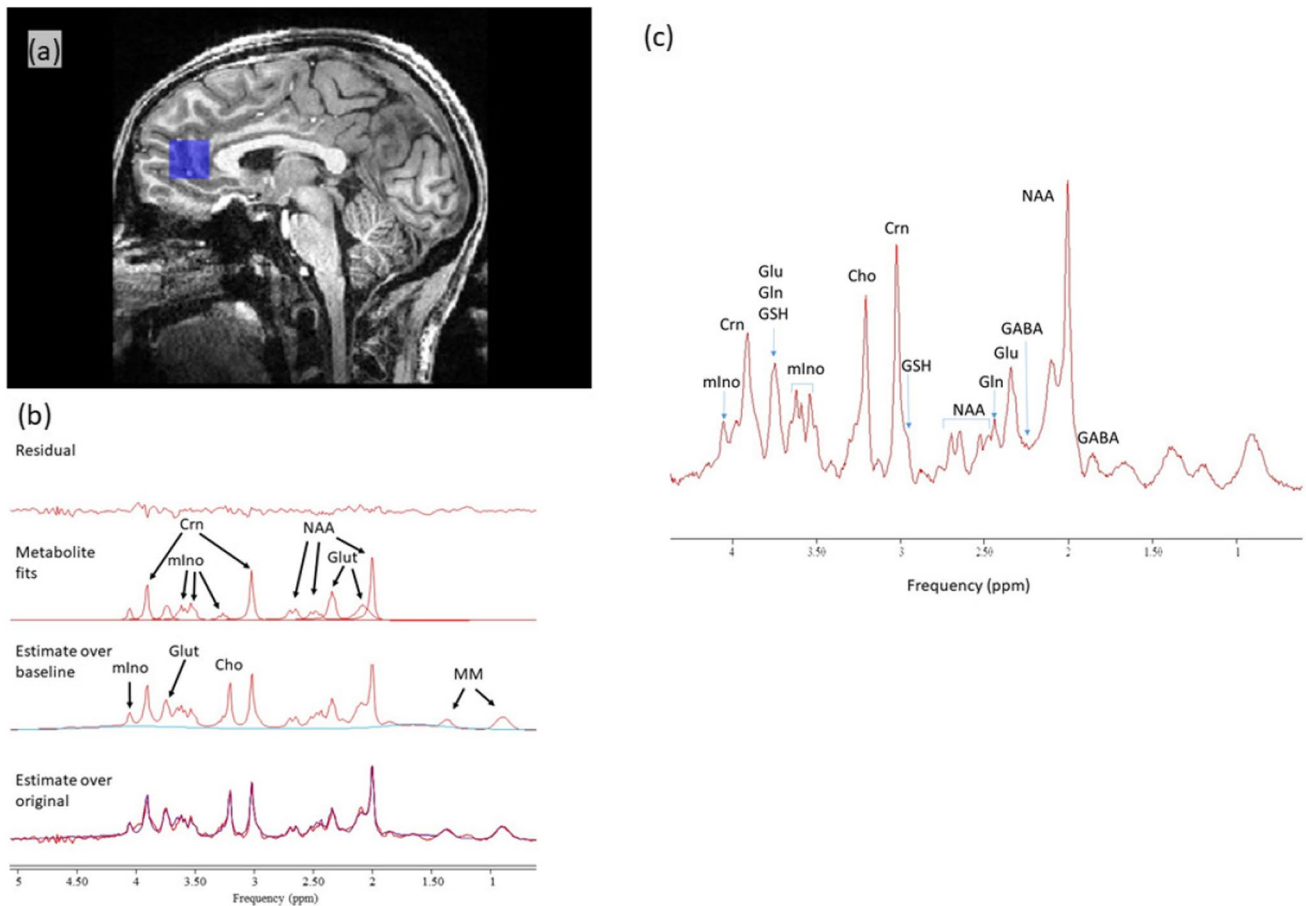 (a)
(b)
Residual
Crn
NAA
Metabolite
fits
mIno
Glut
Estimate over
baseline
mIno
Glut
Cho
MM
Estimate over
original
5 4.50 4 3.50 3 2.50 2 1.50 1
Frequency (ppm)
(c)
NAA
Crn
Cho
Glu
Gln
GSH
Crn
GABA
Glu
mIno
mIno
GSH
Gln
NAA
GABA
4 3.50 3 2.50 2 1.50 1
Frequency (ppm)